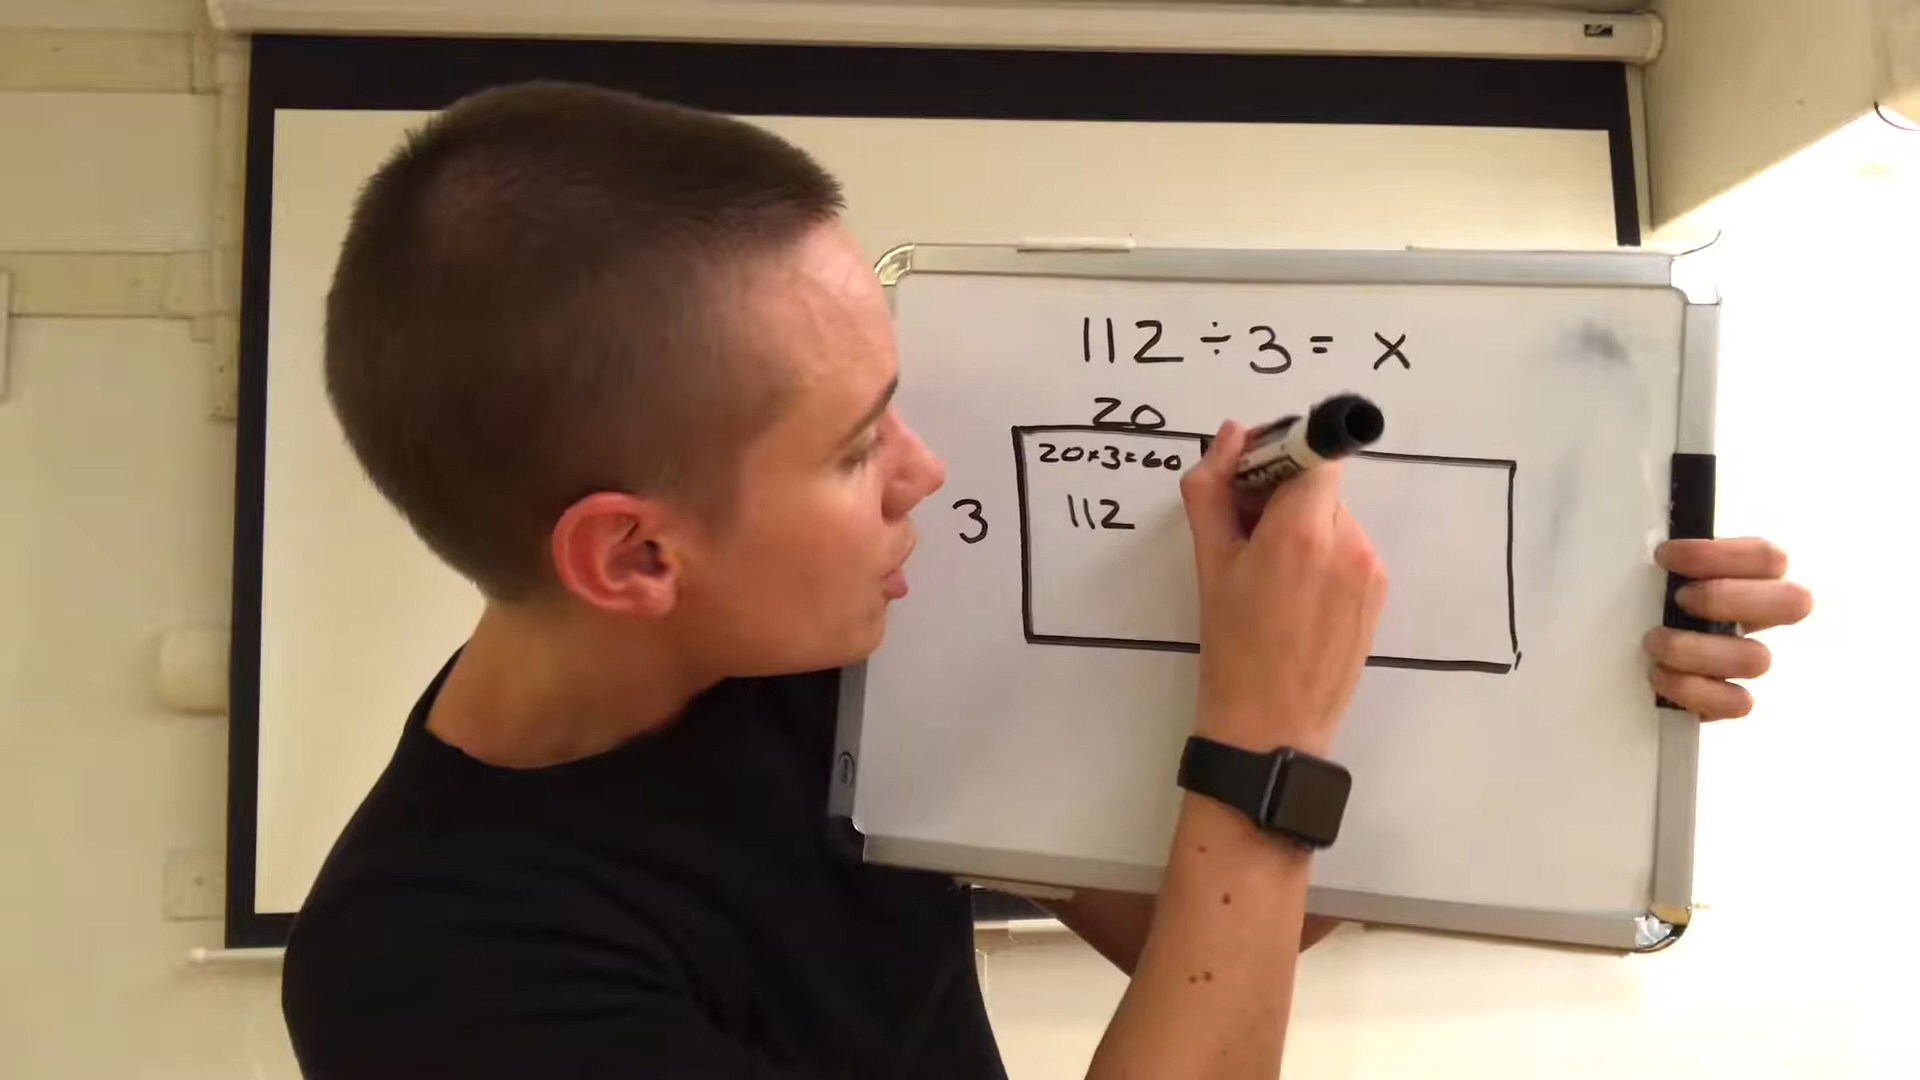 112 ÷ 3 = x
20
20×3=60
3
112